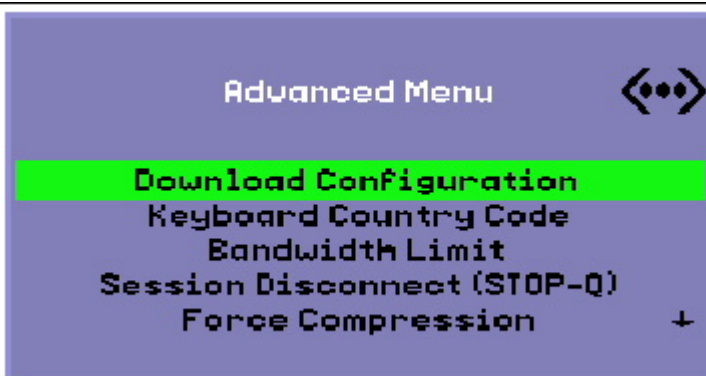 Advanced Menu
Download Configuration
Keyboard Country Code
Bandwidth Limit
Session Disconnect (STOP-Q)
Force Compression